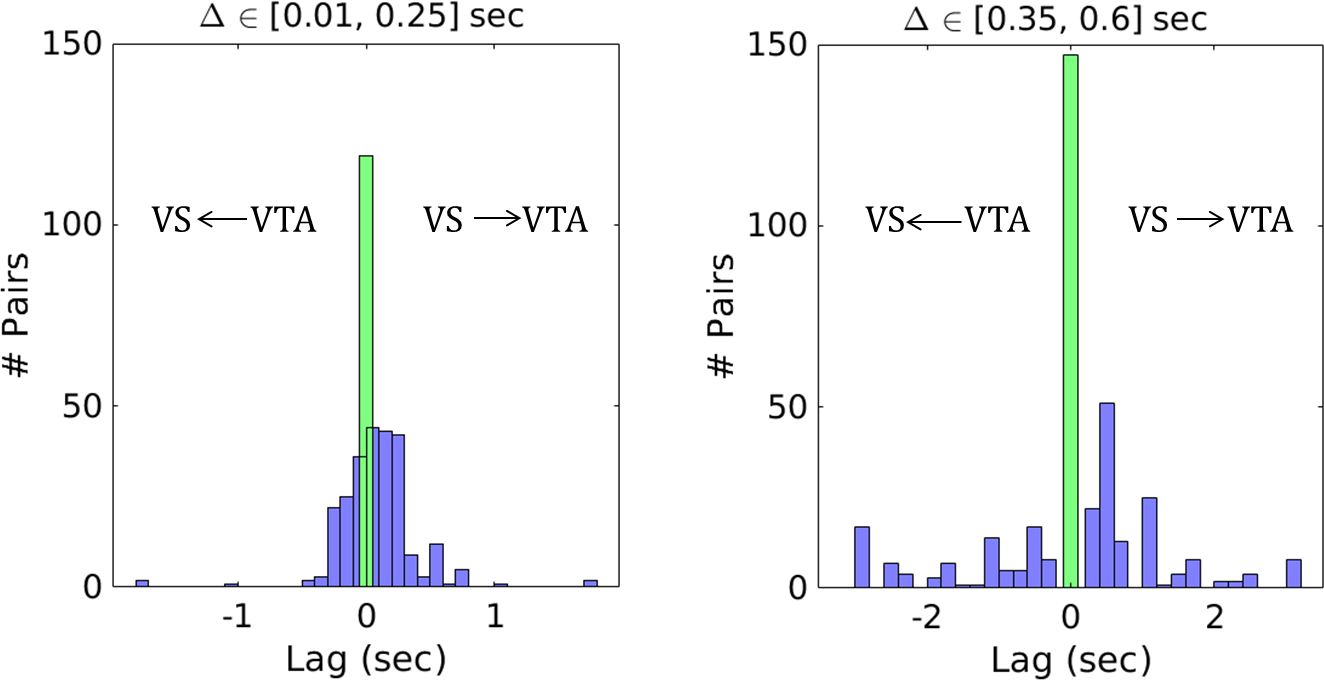 Δ ∈ [0.01, 0.25] sec
150
100
50
0
# Pairs
VS ← VTA
VS → VTA
-1 0 1
Lag (sec)
Δ ∈ [0.35, 0.6] sec
150
100
50
0
# Pairs
VS ← VTA
VS → VTA
-2 0 2
Lag (sec)